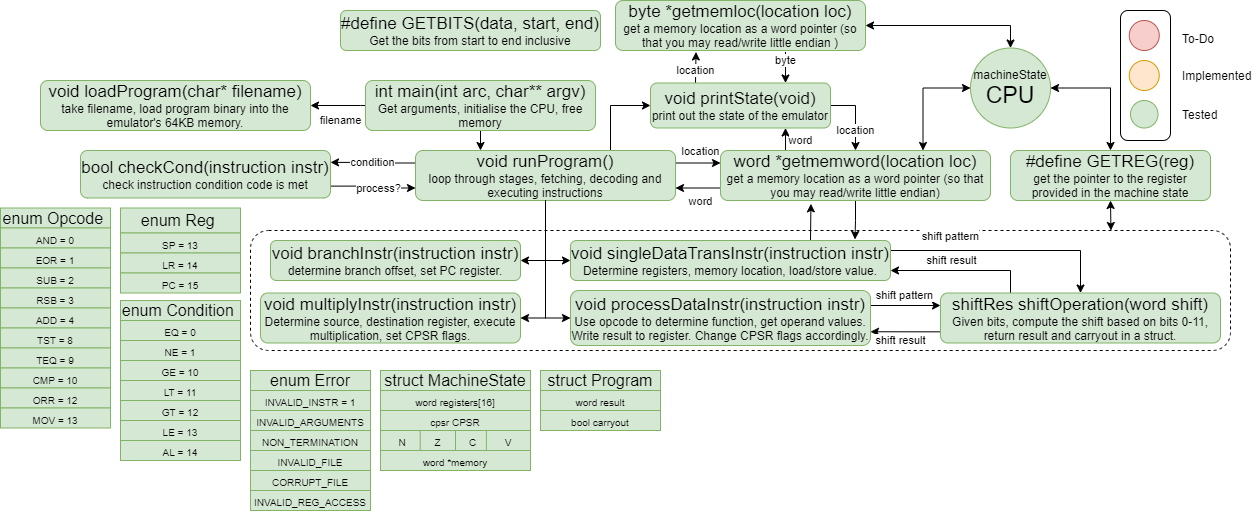 byte *getmemloc(location loc)
get a memory location as a word pointer (so
that you may read/write little endian )
#define GETBITS(data, start, end)
Get the bits from start to end inclusive
To-Do
Implemented
Tested
location
byte
machineState
CPU
void loadProgram(char* filename)
take filename, load program binary into the
emulator's 64KB memory.
filename
int main(int arc, char** argv)
Get arguments, initialise the CPU, free
memory
void printState(void)
print out the state of the emulator
location
word
bool checkCond(instruction instr)
check instruction condition code is met
condition
process?
void runProgram()
loop through stages, fetching, decoding and
executing instructions
location
word
word *getmemword(location loc)
get a memory location as a word pointer (so that
you may read/write little endian)
#define GETREG(reg)
get the pointer to the register
provided in the machine state
enum Opcode
AND = 0
EOR = 1
SUB = 2
RSB = 3
ADD = 4
TST = 8
TEQ = 9
CMP = 10
ORR = 12
MOV = 13
enum Reg
SP = 13
LR = 14
PC = 15
enum Condition
EQ = 0
NE = 1
GE = 10
LT = 11
GT = 12
LE = 13
AL = 14
void branchInstr(instruction instr)
determine branch offset, set PC register.
void singleDataTransInstr(instruction instr)
Determine registers, memory location, load/store value.
shift pattern
shift result
void multiplyInstr(instruction instr)
Determine source, destination register, execute
multiplication, set CPSR flags.
void processDataInstr(instruction instr)
Use opcode to determine function, get operand values.
Write result to register. Change CPSR flags accordingly.
shift pattern
shift result
shiftRes shiftOperation(word shift)
Given bits, compute the shift based on bits 0-11,
return result and carryout in a struct.
enum Error
INVALID_INSTR = 1
INVALID_ARGUMENTS
NON_TERMINATION
INVALID_FILE
CORRUPT_FILE
INVALID_REG_ACCESS
struct MachineState
word registers[16]
cpsr CPSR
N Z C V
word *memory
struct Program
word result
bool carryout